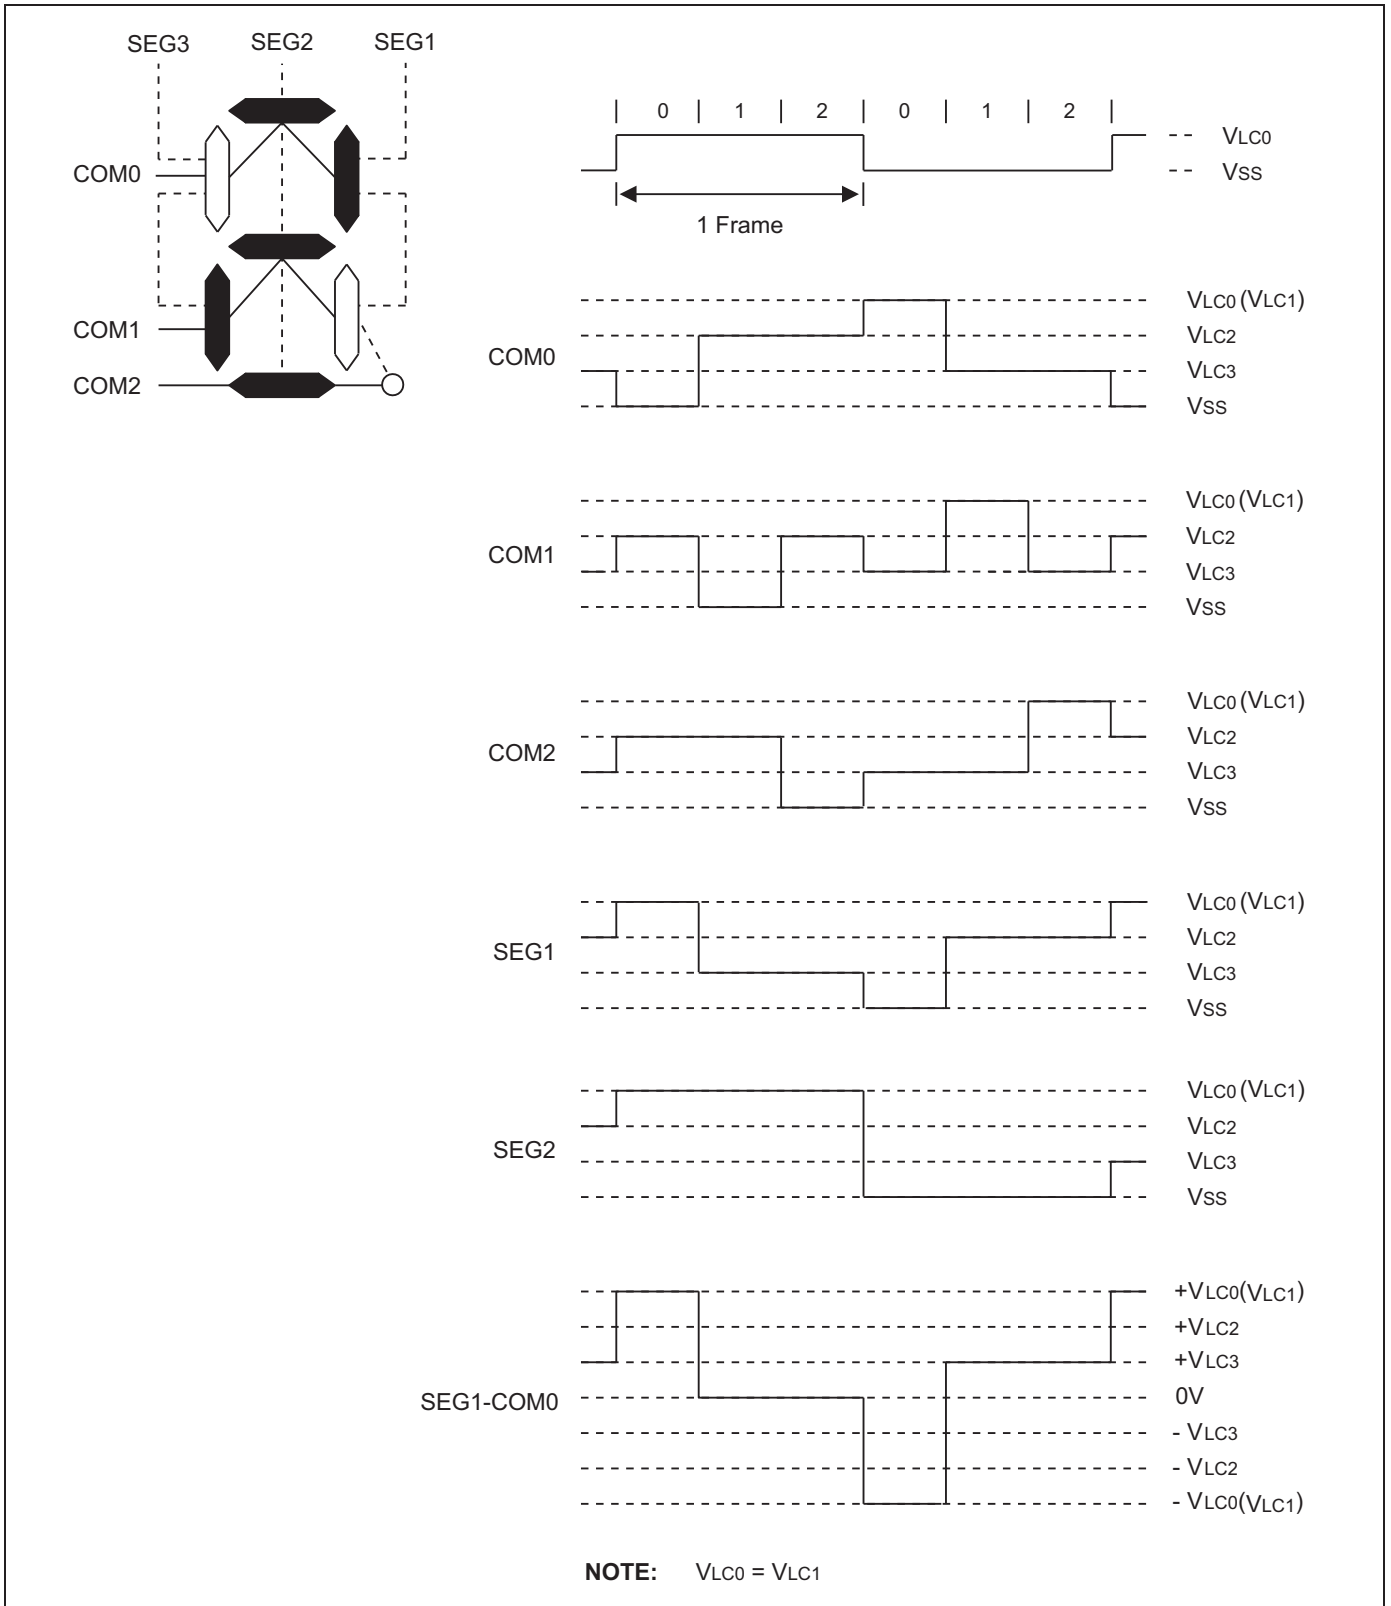 SEG3 SEG2 SEG1
0 1 2 0 1 2
VLC0
VSS
1 Frame
COM0
COM1
COM2
COM0
VLC0 (VLC1)
VLC2
VLC3
VSS
COM1
VLC0 (VLC1)
VLC2
VLC3
VSS
COM2
VLC0 (VLC1)
VLC2
VLC3
VSS
SEG1
VLC0 (VLC1)
VLC2
VLC3
VSS
SEG2
VLC0 (VLC1)
VLC2
VLC3
VSS
SEG1-COM0
+VLC0(VLC1)
+VLC2
+VLC3
0V
- VLC3
- VLC2
- VLC0(VLC1)
NOTE: VLC0 = VLC1